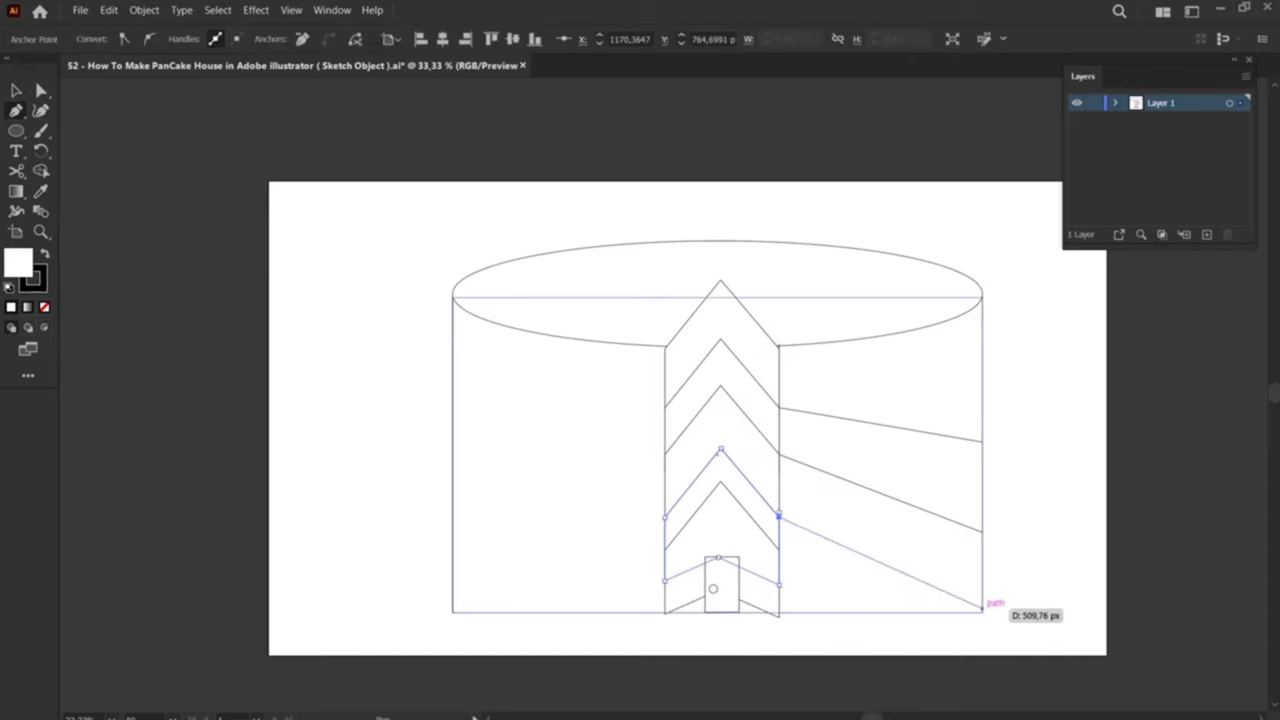 Ai File Edit Object Type Select Effect View Window Help
Anchor Point Convert: Handles: Anchors: X: 1170,3647 Y: 764,6991 p W: H:
52 - How To Make PanCake House in Adobe illustrator ( Sketch Object ).ai* @ 33,33 % (RGB/Preview ×
Layers
Layer 1
1 Layer
path
D: 509,76 px